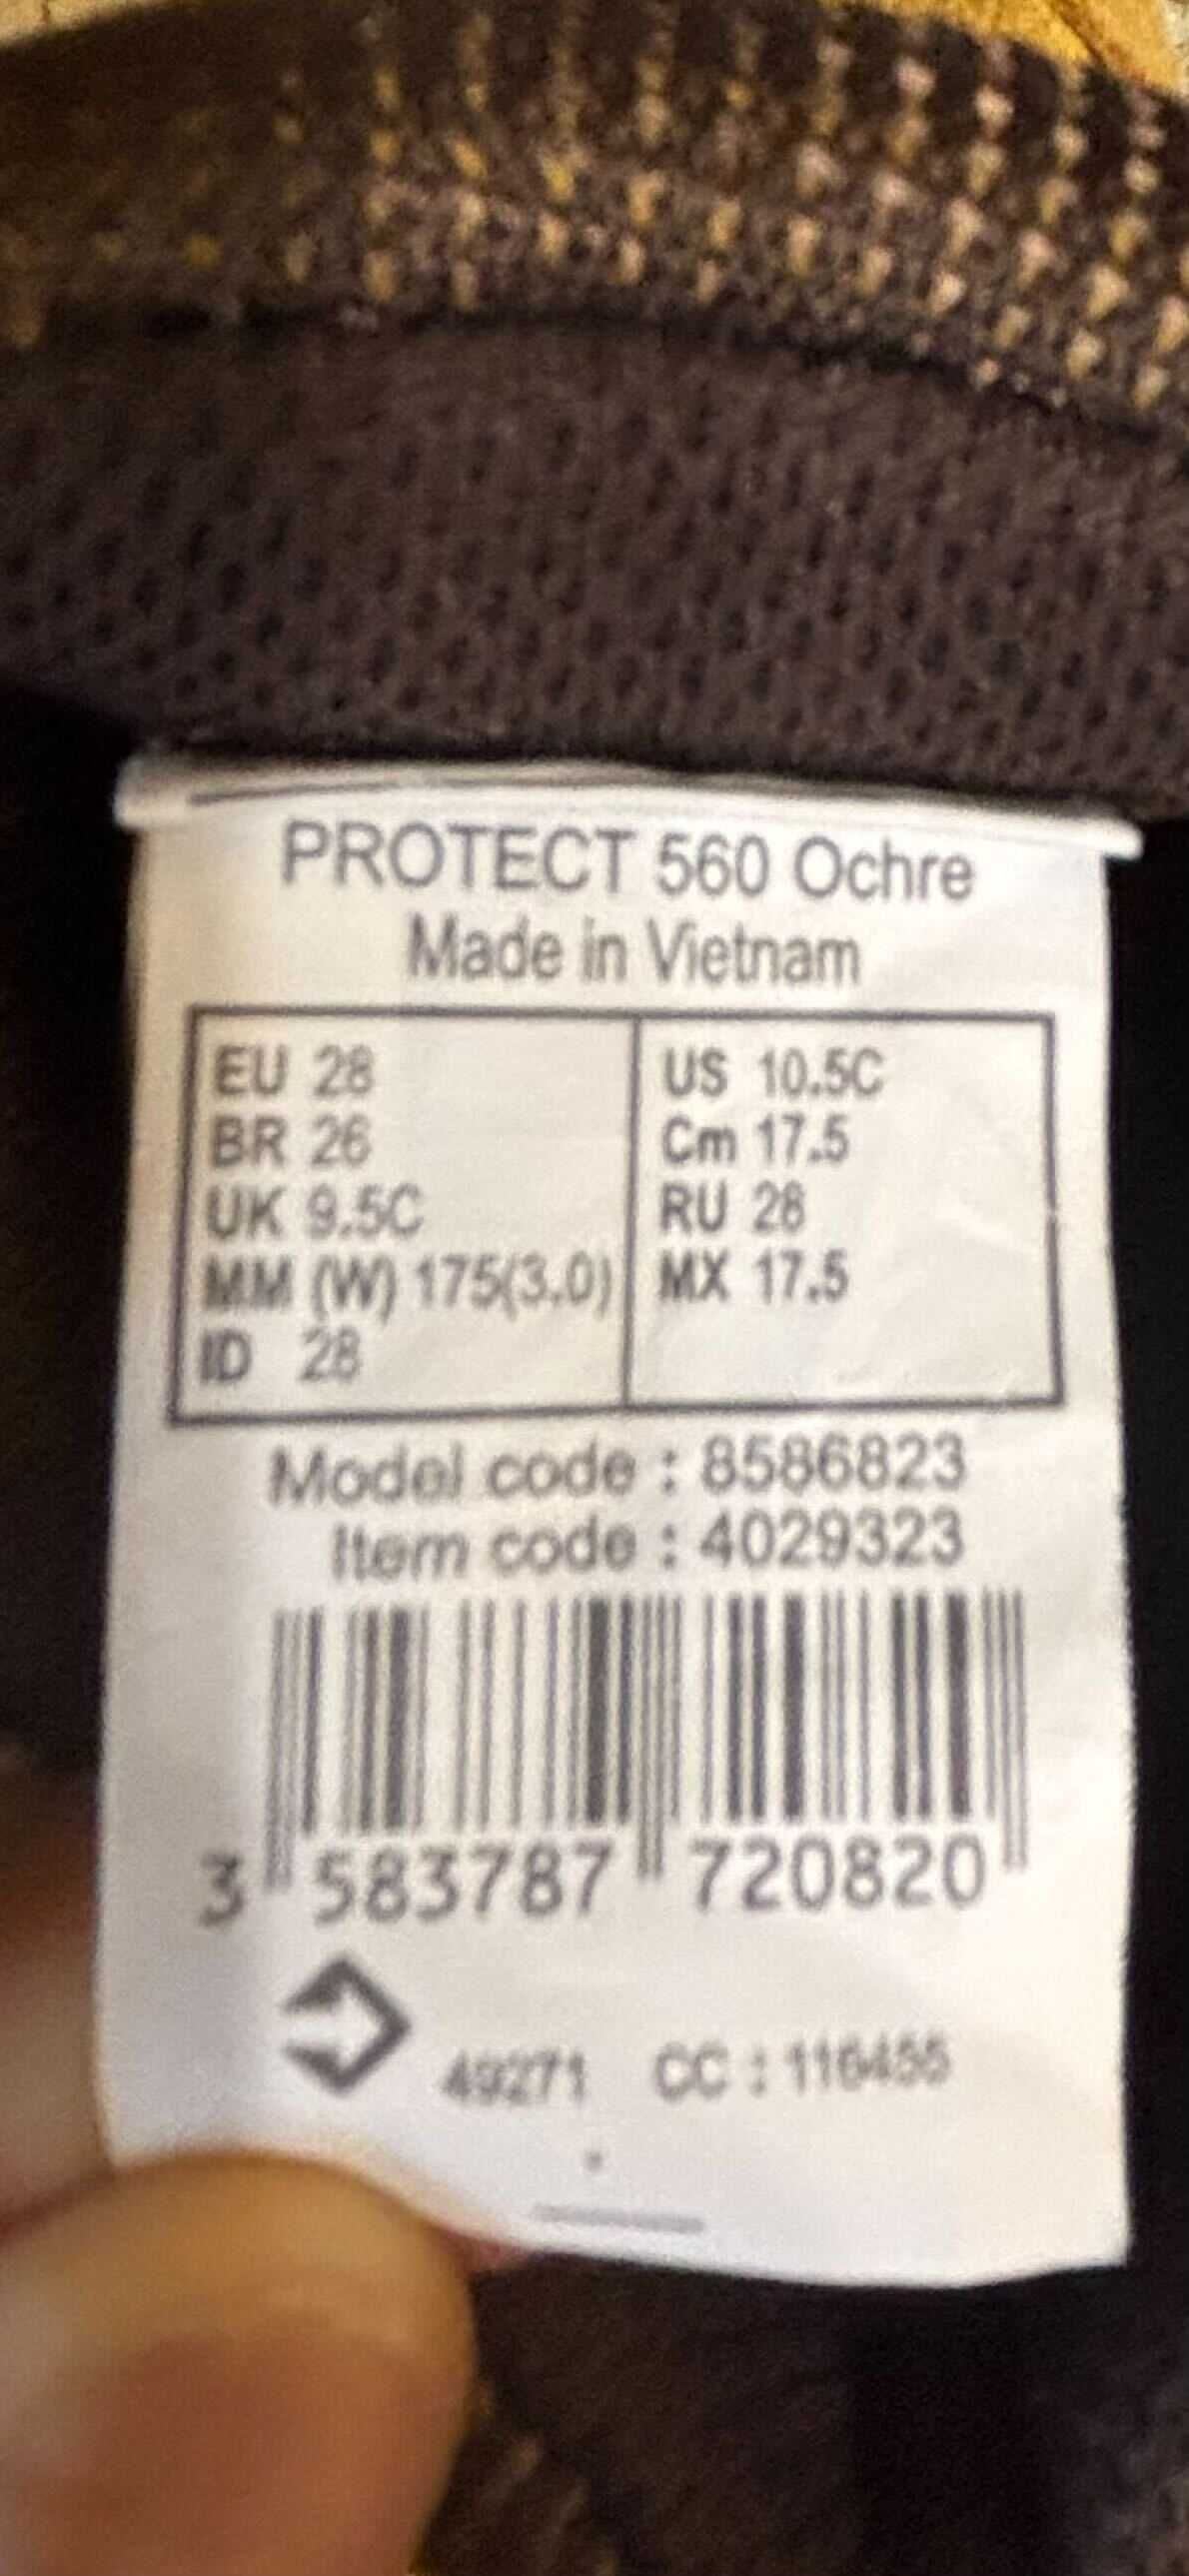 PROTECT 560 Ochre
Made in Vietnam
EU 28
BR 26
UK 9.5C
MM (W) 175(3.0)
ID 28
US 10.5C
Cm 17.5
RU 28
MX 17.5
Model code : 8586823
Item code : 4029323
3 583787 720820
49271 CC : 116455